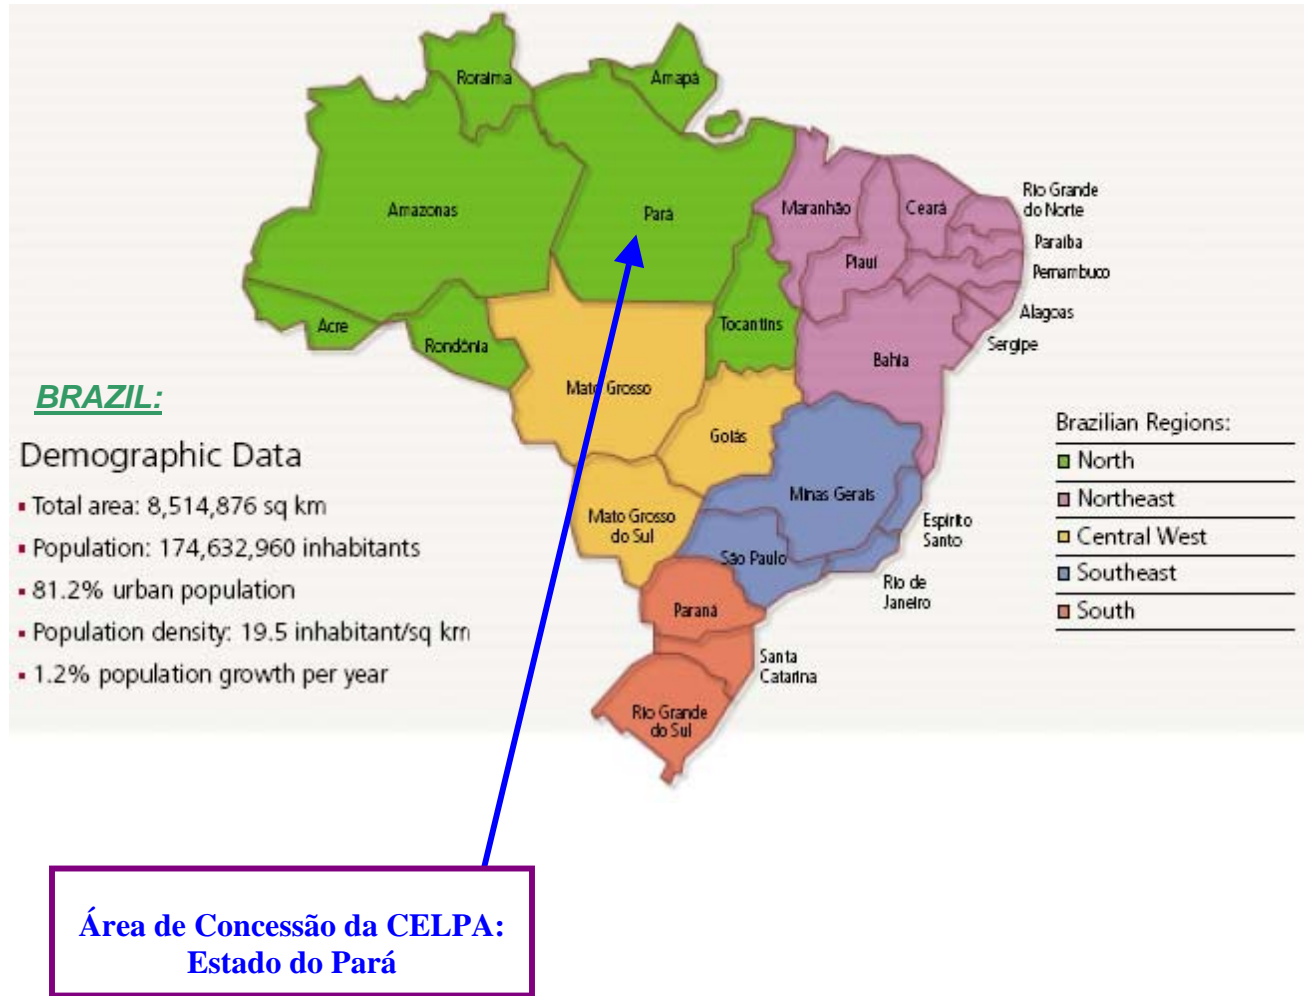 Roraima
Amapá
Amazonas
Pará
Maranhão
Ceará
Rio Grande
do Norte
Paraíba
Piauí
Pernambuco
Acre
Rondônia
Tocantins
Alagoas
Sergipe
Bahia
Mato Grosso
Goiás
Minas Gerais
Mato Grosso
do Sul
Espírito
Santo
São Paulo
Rio de
Janeiro
Paraná
Santa
Catarina
Rio Grande
do Sul
BRAZIL:
Demographic Data
▪ Total area: 8,514,876 sq km
▪ Population: 174,632,960 inhabitants
▪ 81.2% urban population
▪ Population density: 19.5 inhabitant/sq km
▪ 1.2% population growth per year
Brazilian Regions:
North
Northeast
Central West
Southeast
South
Área de Concessão da CELPA:
Estado do Pará